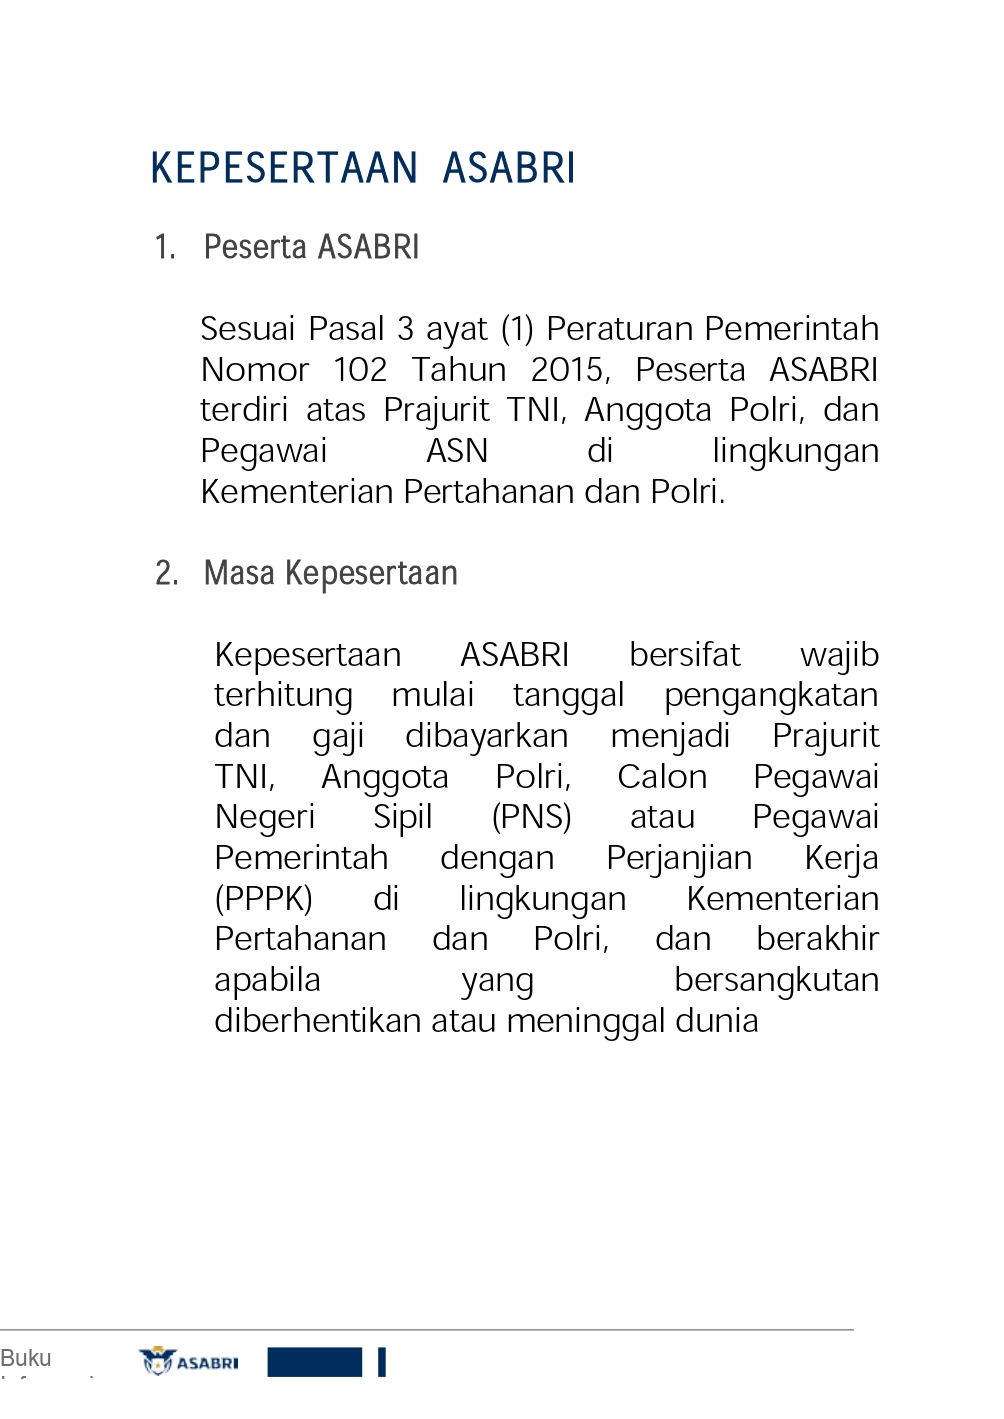 KEPESERTAAN ASABRI
1. Peserta ASABRI
Sesuai Pasal 3 ayat (1) Peraturan Pemerintah
Nomor 102 Tahun 2015, Peserta ASABRI
terdiri atas Prajurit TNI, Anggota Polri, dan
Pegawai ASN di lingkungan
Kementerian Pertahanan dan Polri.
2. Masa Kepesertaan
Kepesertaan ASABRI bersifat wajib
terhitung mulai tanggal pengangkatan
dan gaji dibayarkan menjadi Prajurit
TNI, Anggota Polri, Calon Pegawai
Negeri Sipil (PNS) atau Pegawai
Pemerintah dengan Perjanjian Kerja
(PPPK) di lingkungan Kementerian
Pertahanan dan Polri, dan berakhir
apabila yang bersangkutan
diberhentikan atau meninggal dunia
Buku
ASABRI